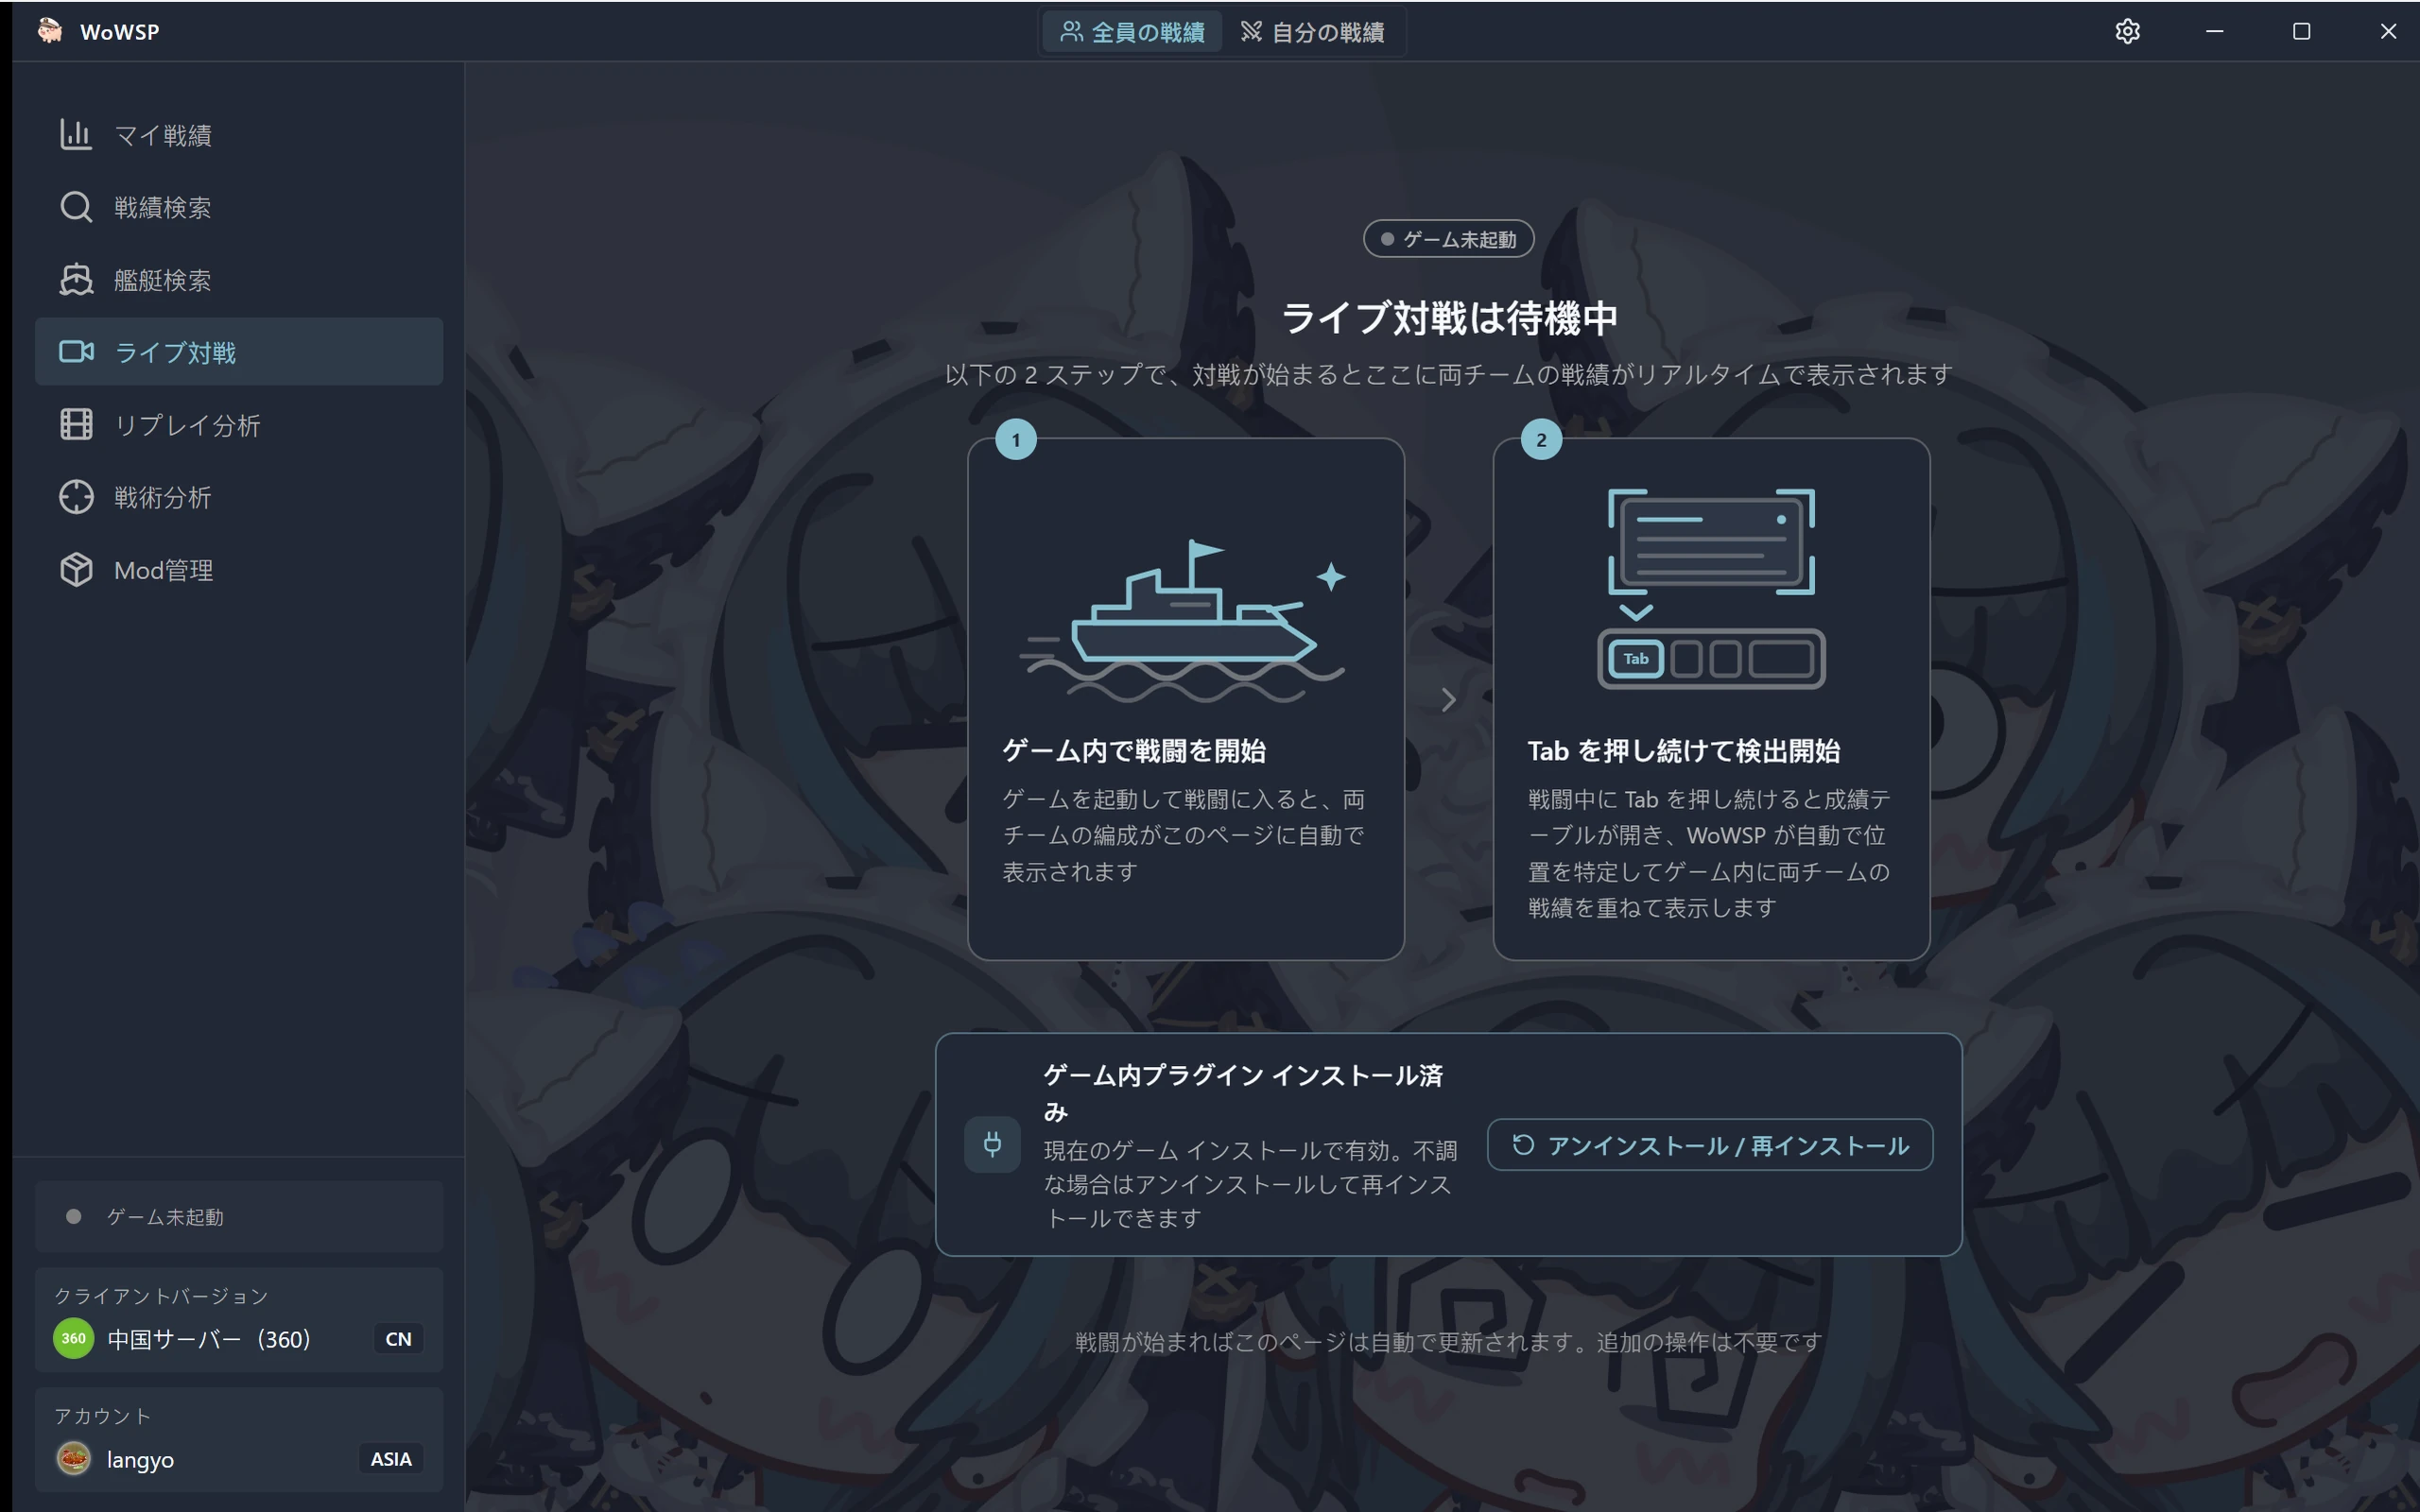 WoWSP
全員の戦績
自分の戦績
マイ戦績
戦績検索
艦艇検索
ライブ対戦
リプレイ分析
戦術分析
Mod管理
ゲーム未起動
クライアントバージョン
360
中国サーバー（360）
CN
アカウント
langyo
ASIA
ゲーム未起動
ライブ対戦は待機中
以下の 2 ステップで、対戦が始まるとここに両チームの戦績がリアルタイムで表示されます
1
ゲーム内で戦闘を開始
ゲームを起動して戦闘に入ると、両
チームの編成がこのページに自動で
表示されます
2
Tab
Tab を押し続けて検出開始
戦闘中に Tab を押し続けると成績テ
ーブルが開き、WoWSP が自動で位
置を特定してゲーム内に両チームの
戦績を重ねて表示します
ゲーム内プラグイン インストール済
み
現在のゲーム インストールで有効。不調
な場合はアンインストールして再インス
トールできます
アンインストール / 再インストール
戦闘が始まればこのページは自動で更新されます。追加の操作は不要です